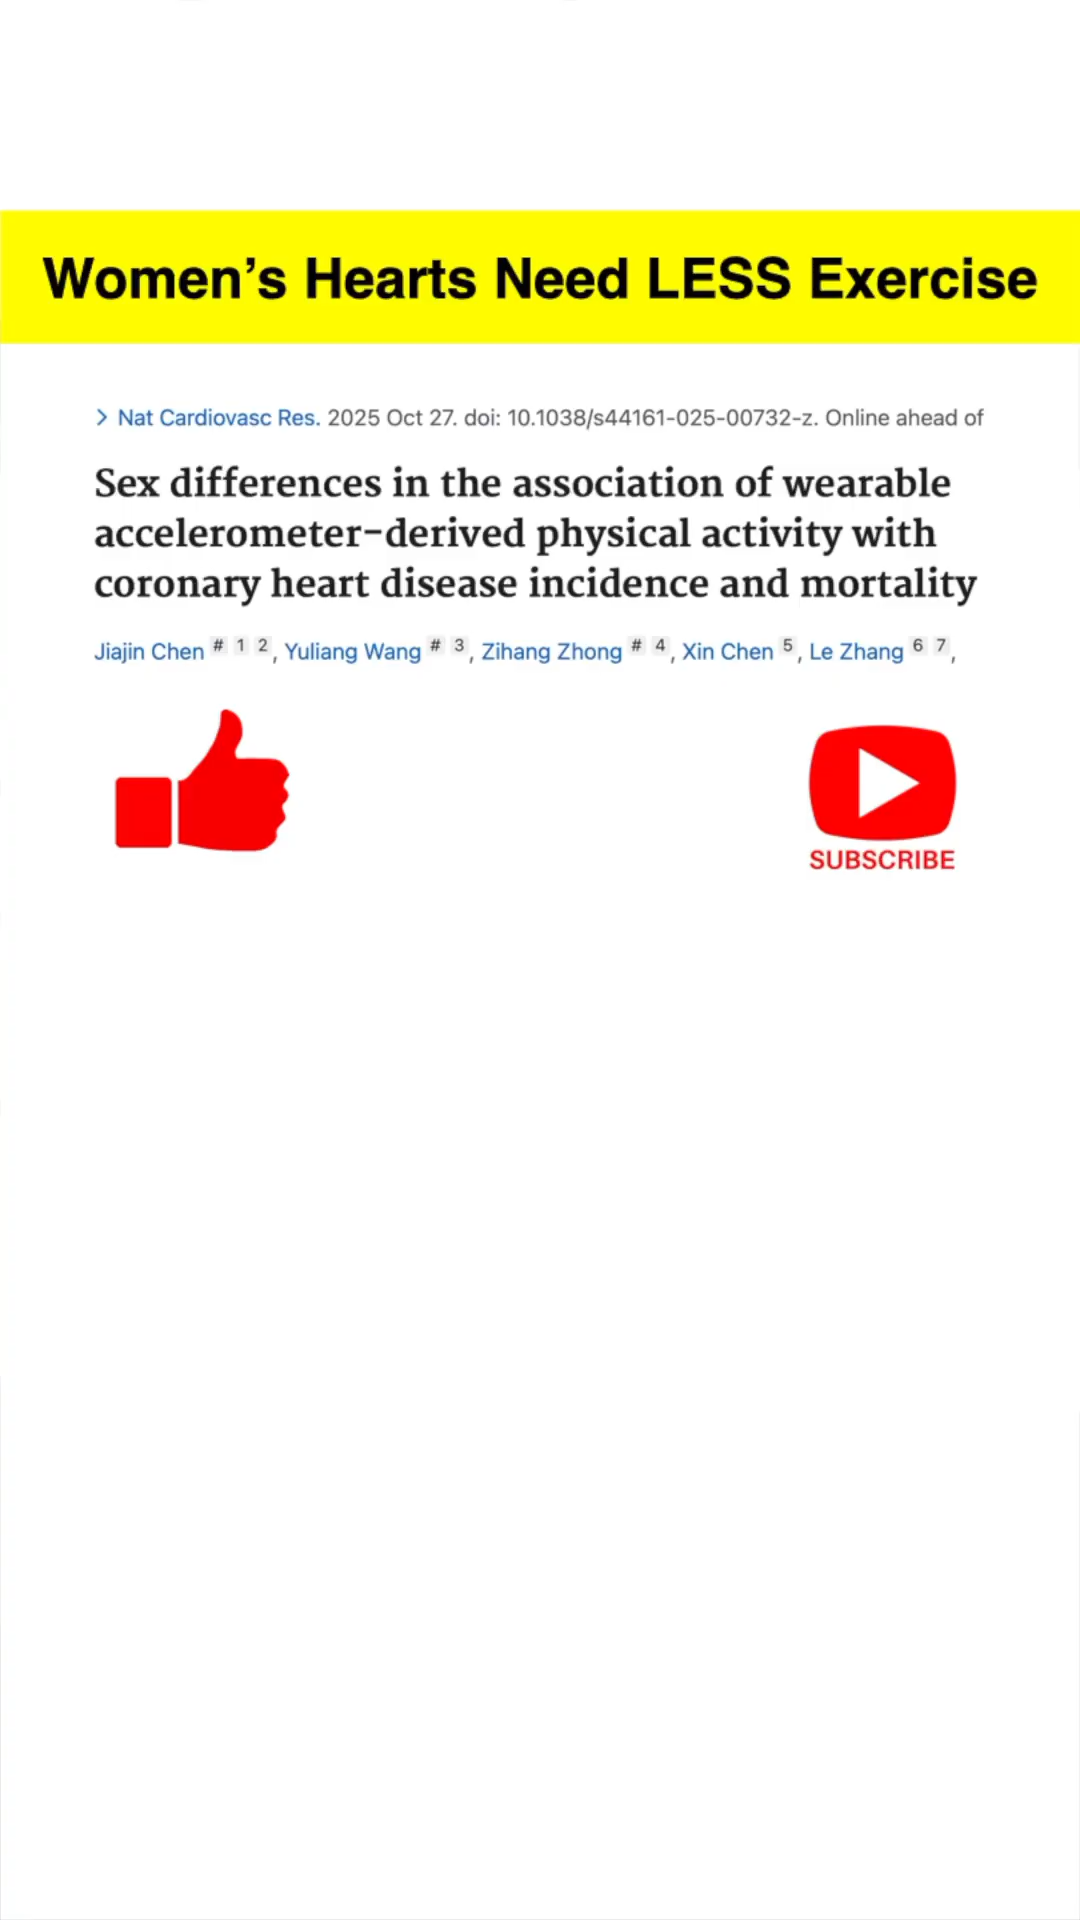 Women’s Hearts Need LESS Exercise
> Nat Cardiovasc Res. 2025 Oct 27. doi: 10.1038/s44161-025-00732-z. Online ahead of
Sex differences in the association of wearable
accelerometer-derived physical activity with
coronary heart disease incidence and mortality
Jiajin Chen # 1 2, Yuliang Wang # 3, Zihang Zhong # 4, Xin Chen 5, Le Zhang 6 7,
SUBSCRIBE